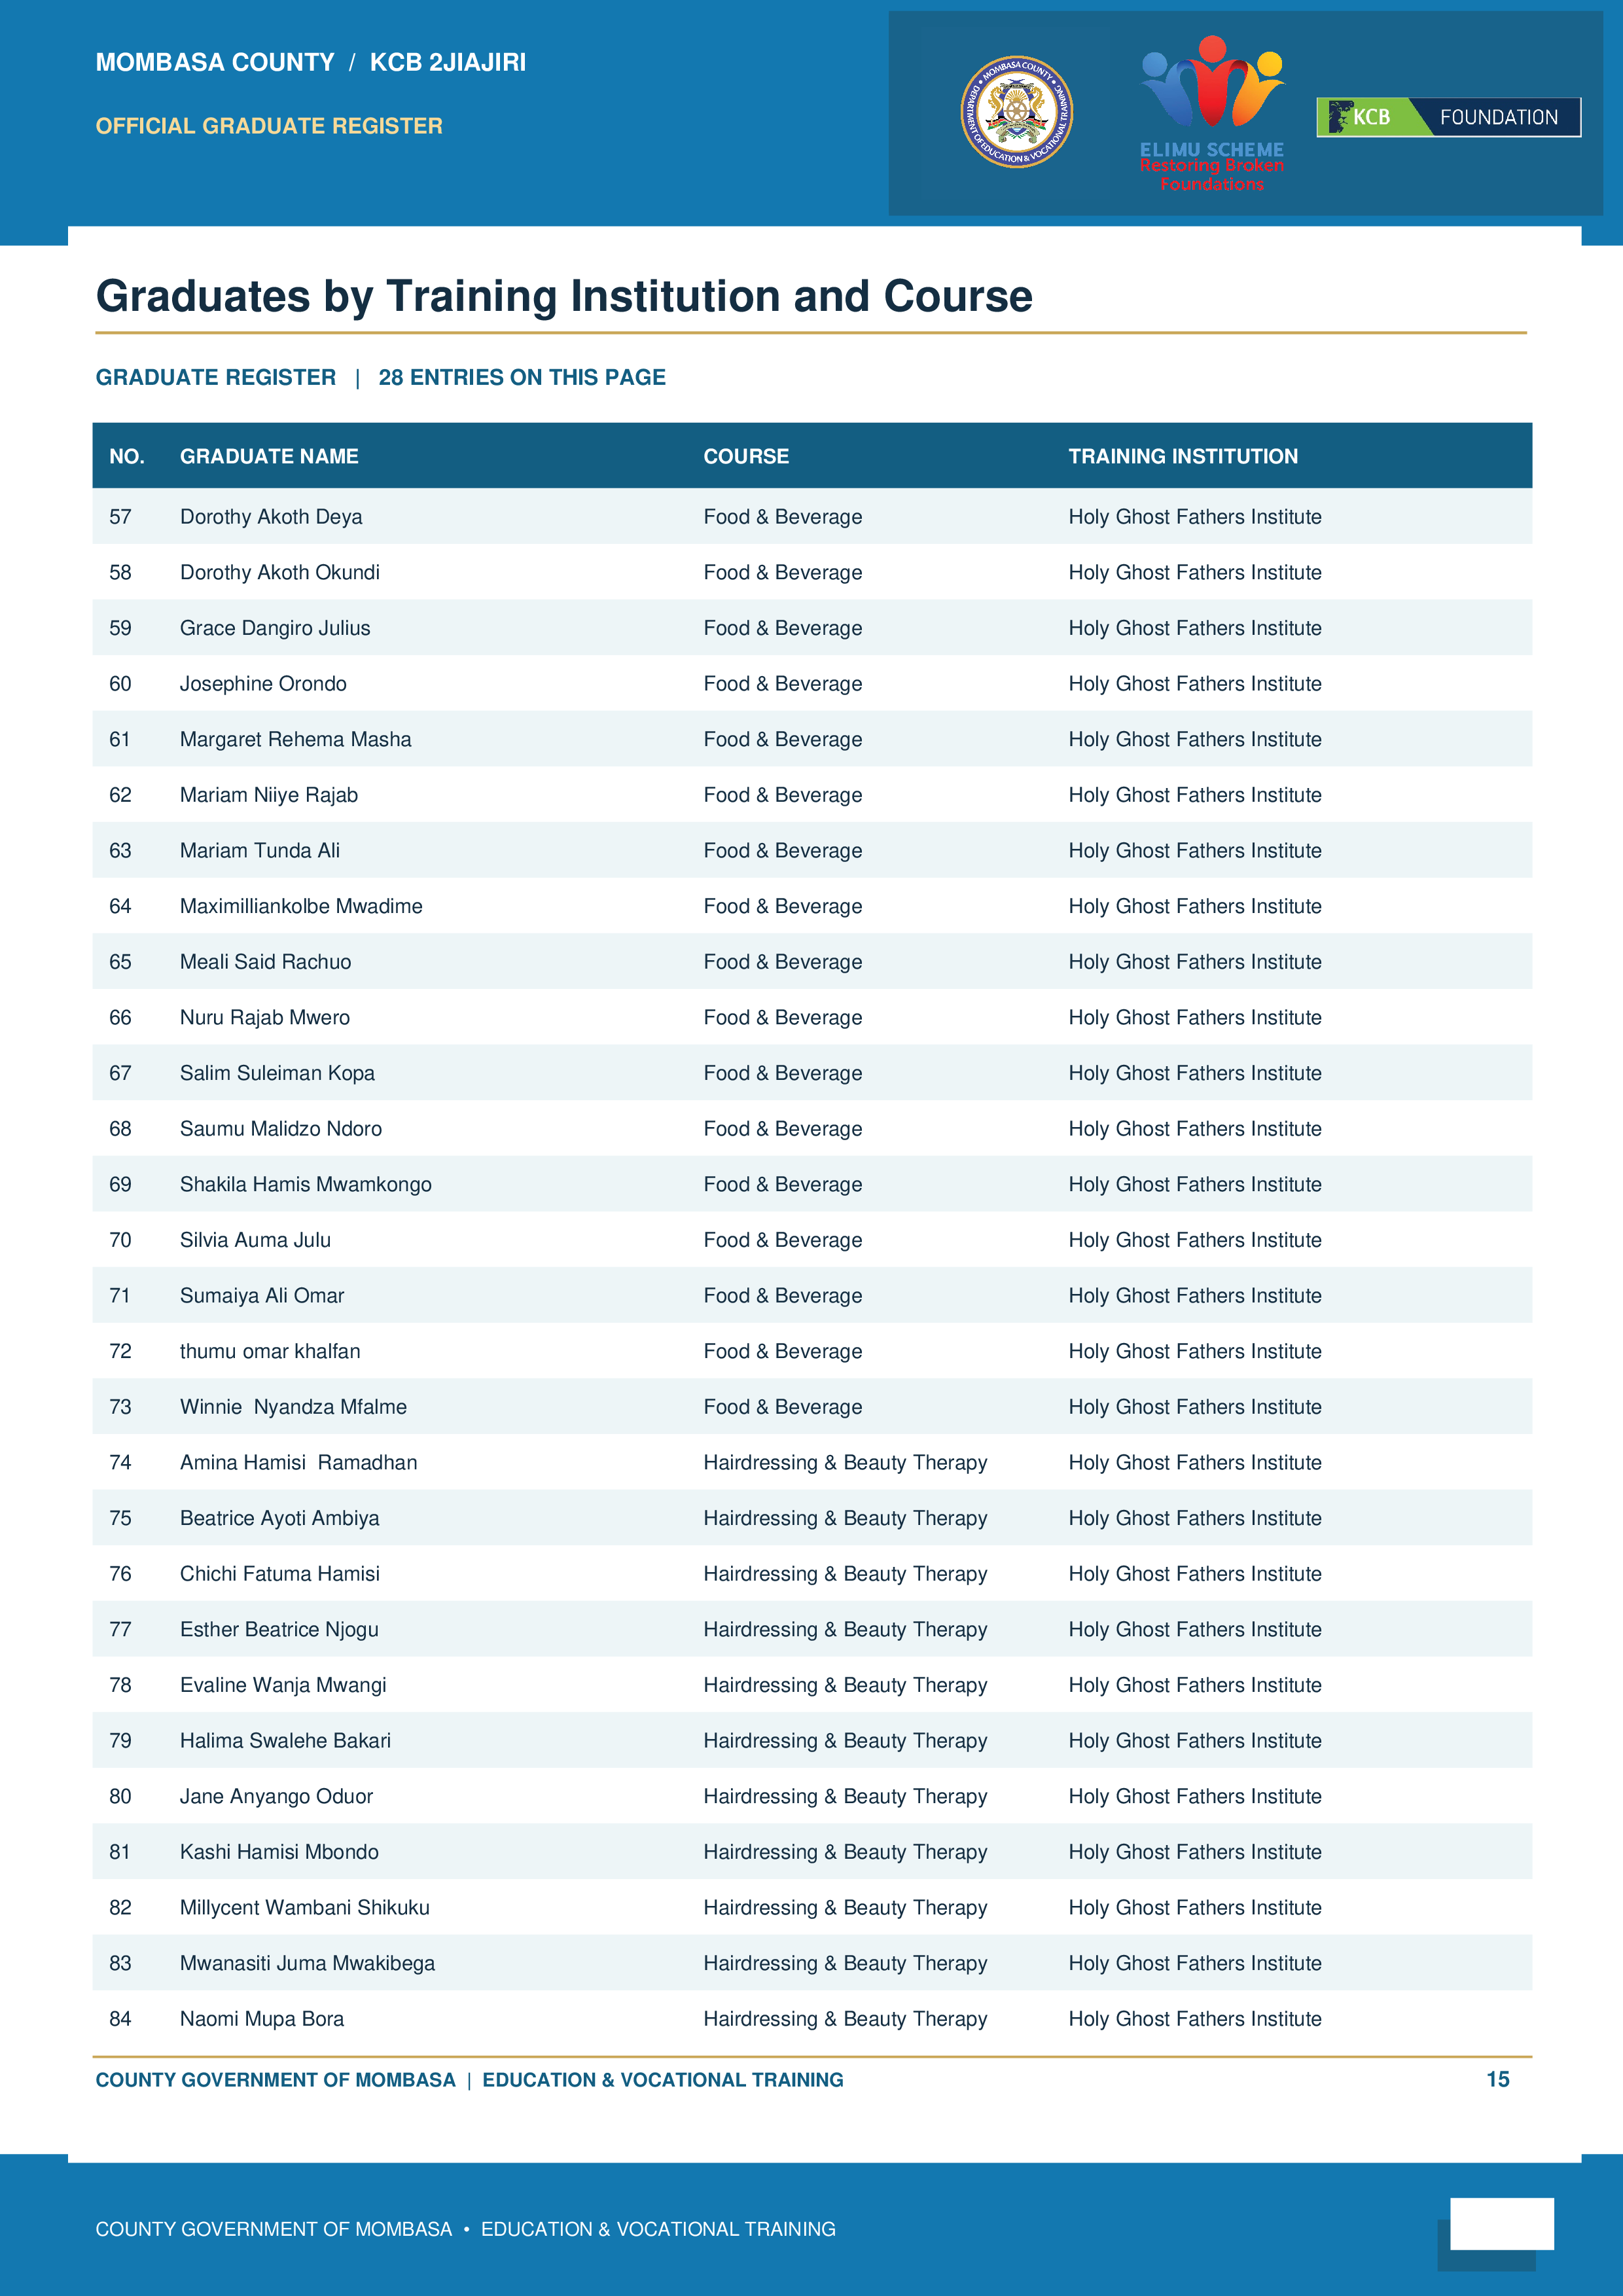 MOMBASA COUNTY / KCB 2JIAJIRI
OFFICIAL GRADUATE REGISTER
MOMBASA COUNTY
DEPARTMENT OF EDUCATION & VOCATIONAL TRAINING
ELIMU SCHEME
Restoring Broken
Foundations
KCB FOUNDATION
Graduates by Training Institution and Course
GRADUATE REGISTER | 28 ENTRIES ON THIS PAGE
NO. GRADUATE NAME COURSE TRAINING INSTITUTION
57 Dorothy Akoth Deya Food & Beverage Holy Ghost Fathers Institute
58 Dorothy Akoth Okundi Food & Beverage Holy Ghost Fathers Institute
59 Grace Dangiro Julius Food & Beverage Holy Ghost Fathers Institute
60 Josephine Orondo Food & Beverage Holy Ghost Fathers Institute
61 Margaret Rehema Masha Food & Beverage Holy Ghost Fathers Institute
62 Mariam Niiye Rajab Food & Beverage Holy Ghost Fathers Institute
63 Mariam Tunda Ali Food & Beverage Holy Ghost Fathers Institute
64 Maximilliankolbe Mwadime Food & Beverage Holy Ghost Fathers Institute
65 Meali Said Rachuo Food & Beverage Holy Ghost Fathers Institute
66 Nuru Rajab Mwero Food & Beverage Holy Ghost Fathers Institute
67 Salim Suleiman Kopa Food & Beverage Holy Ghost Fathers Institute
68 Saumu Malidzo Ndoro Food & Beverage Holy Ghost Fathers Institute
69 Shakila Hamis Mwamkongo Food & Beverage Holy Ghost Fathers Institute
70 Silvia Auma Julu Food & Beverage Holy Ghost Fathers Institute
71 Sumaiya Ali Omar Food & Beverage Holy Ghost Fathers Institute
72 thumu omar khalfan Food & Beverage Holy Ghost Fathers Institute
73 Winnie  Nyandza Mfalme Food & Beverage Holy Ghost Fathers Institute
74 Amina Hamisi  Ramadhan Hairdressing & Beauty Therapy Holy Ghost Fathers Institute
75 Beatrice Ayoti Ambiya Hairdressing & Beauty Therapy Holy Ghost Fathers Institute
76 Chichi Fatuma Hamisi Hairdressing & Beauty Therapy Holy Ghost Fathers Institute
77 Esther Beatrice Njogu Hairdressing & Beauty Therapy Holy Ghost Fathers Institute
78 Evaline Wanja Mwangi Hairdressing & Beauty Therapy Holy Ghost Fathers Institute
79 Halima Swalehe Bakari Hairdressing & Beauty Therapy Holy Ghost Fathers Institute
80 Jane Anyango Oduor Hairdressing & Beauty Therapy Holy Ghost Fathers Institute
81 Kashi Hamisi Mbondo Hairdressing & Beauty Therapy Holy Ghost Fathers Institute
82 Millycent Wambani Shikuku Hairdressing & Beauty Therapy Holy Ghost Fathers Institute
83 Mwanasiti Juma Mwakibega Hairdressing & Beauty Therapy Holy Ghost Fathers Institute
84 Naomi Mupa Bora Hairdressing & Beauty Therapy Holy Ghost Fathers Institute
COUNTY GOVERNMENT OF MOMBASA | EDUCATION & VOCATIONAL TRAINING 15
COUNTY GOVERNMENT OF MOMBASA • EDUCATION & VOCATIONAL TRAINING